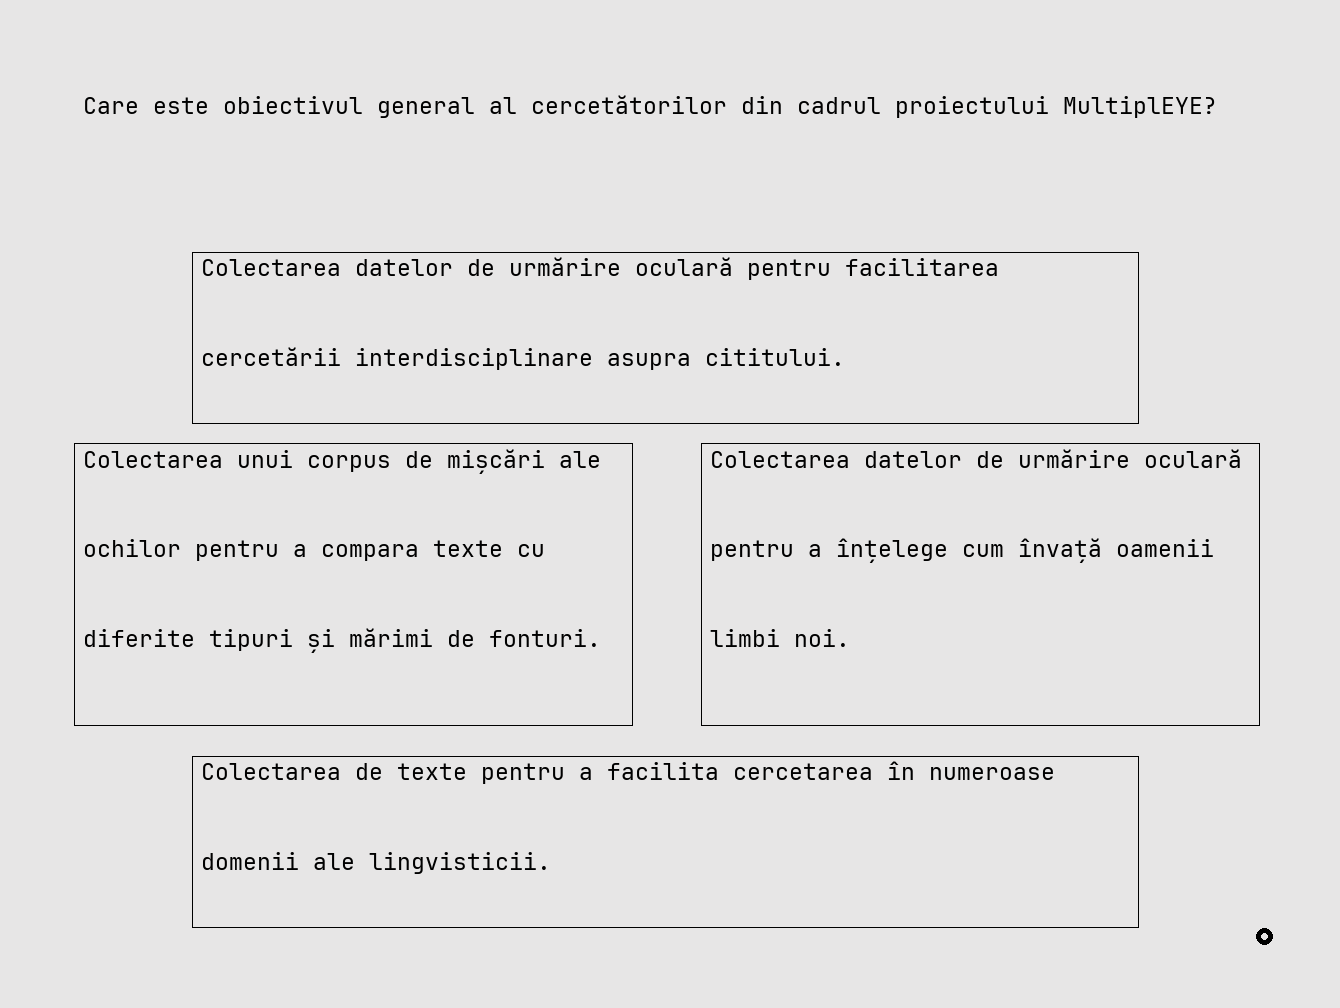 Care este obiectivul general al cercetătorilor din cadrul proiectului MultiplEYE?
Colectarea datelor de urmărire oculară pentru facilitarea
cercetării interdisciplinare asupra cititului.
Colectarea unui corpus de mișcări ale
ochilor pentru a compara texte cu
diferite tipuri și mărimi de fonturi.
Colectarea datelor de urmărire oculară
pentru a înțelege cum învață oamenii
limbi noi.
Colectarea de texte pentru a facilita cercetarea în numeroase
domenii ale lingvisticii.